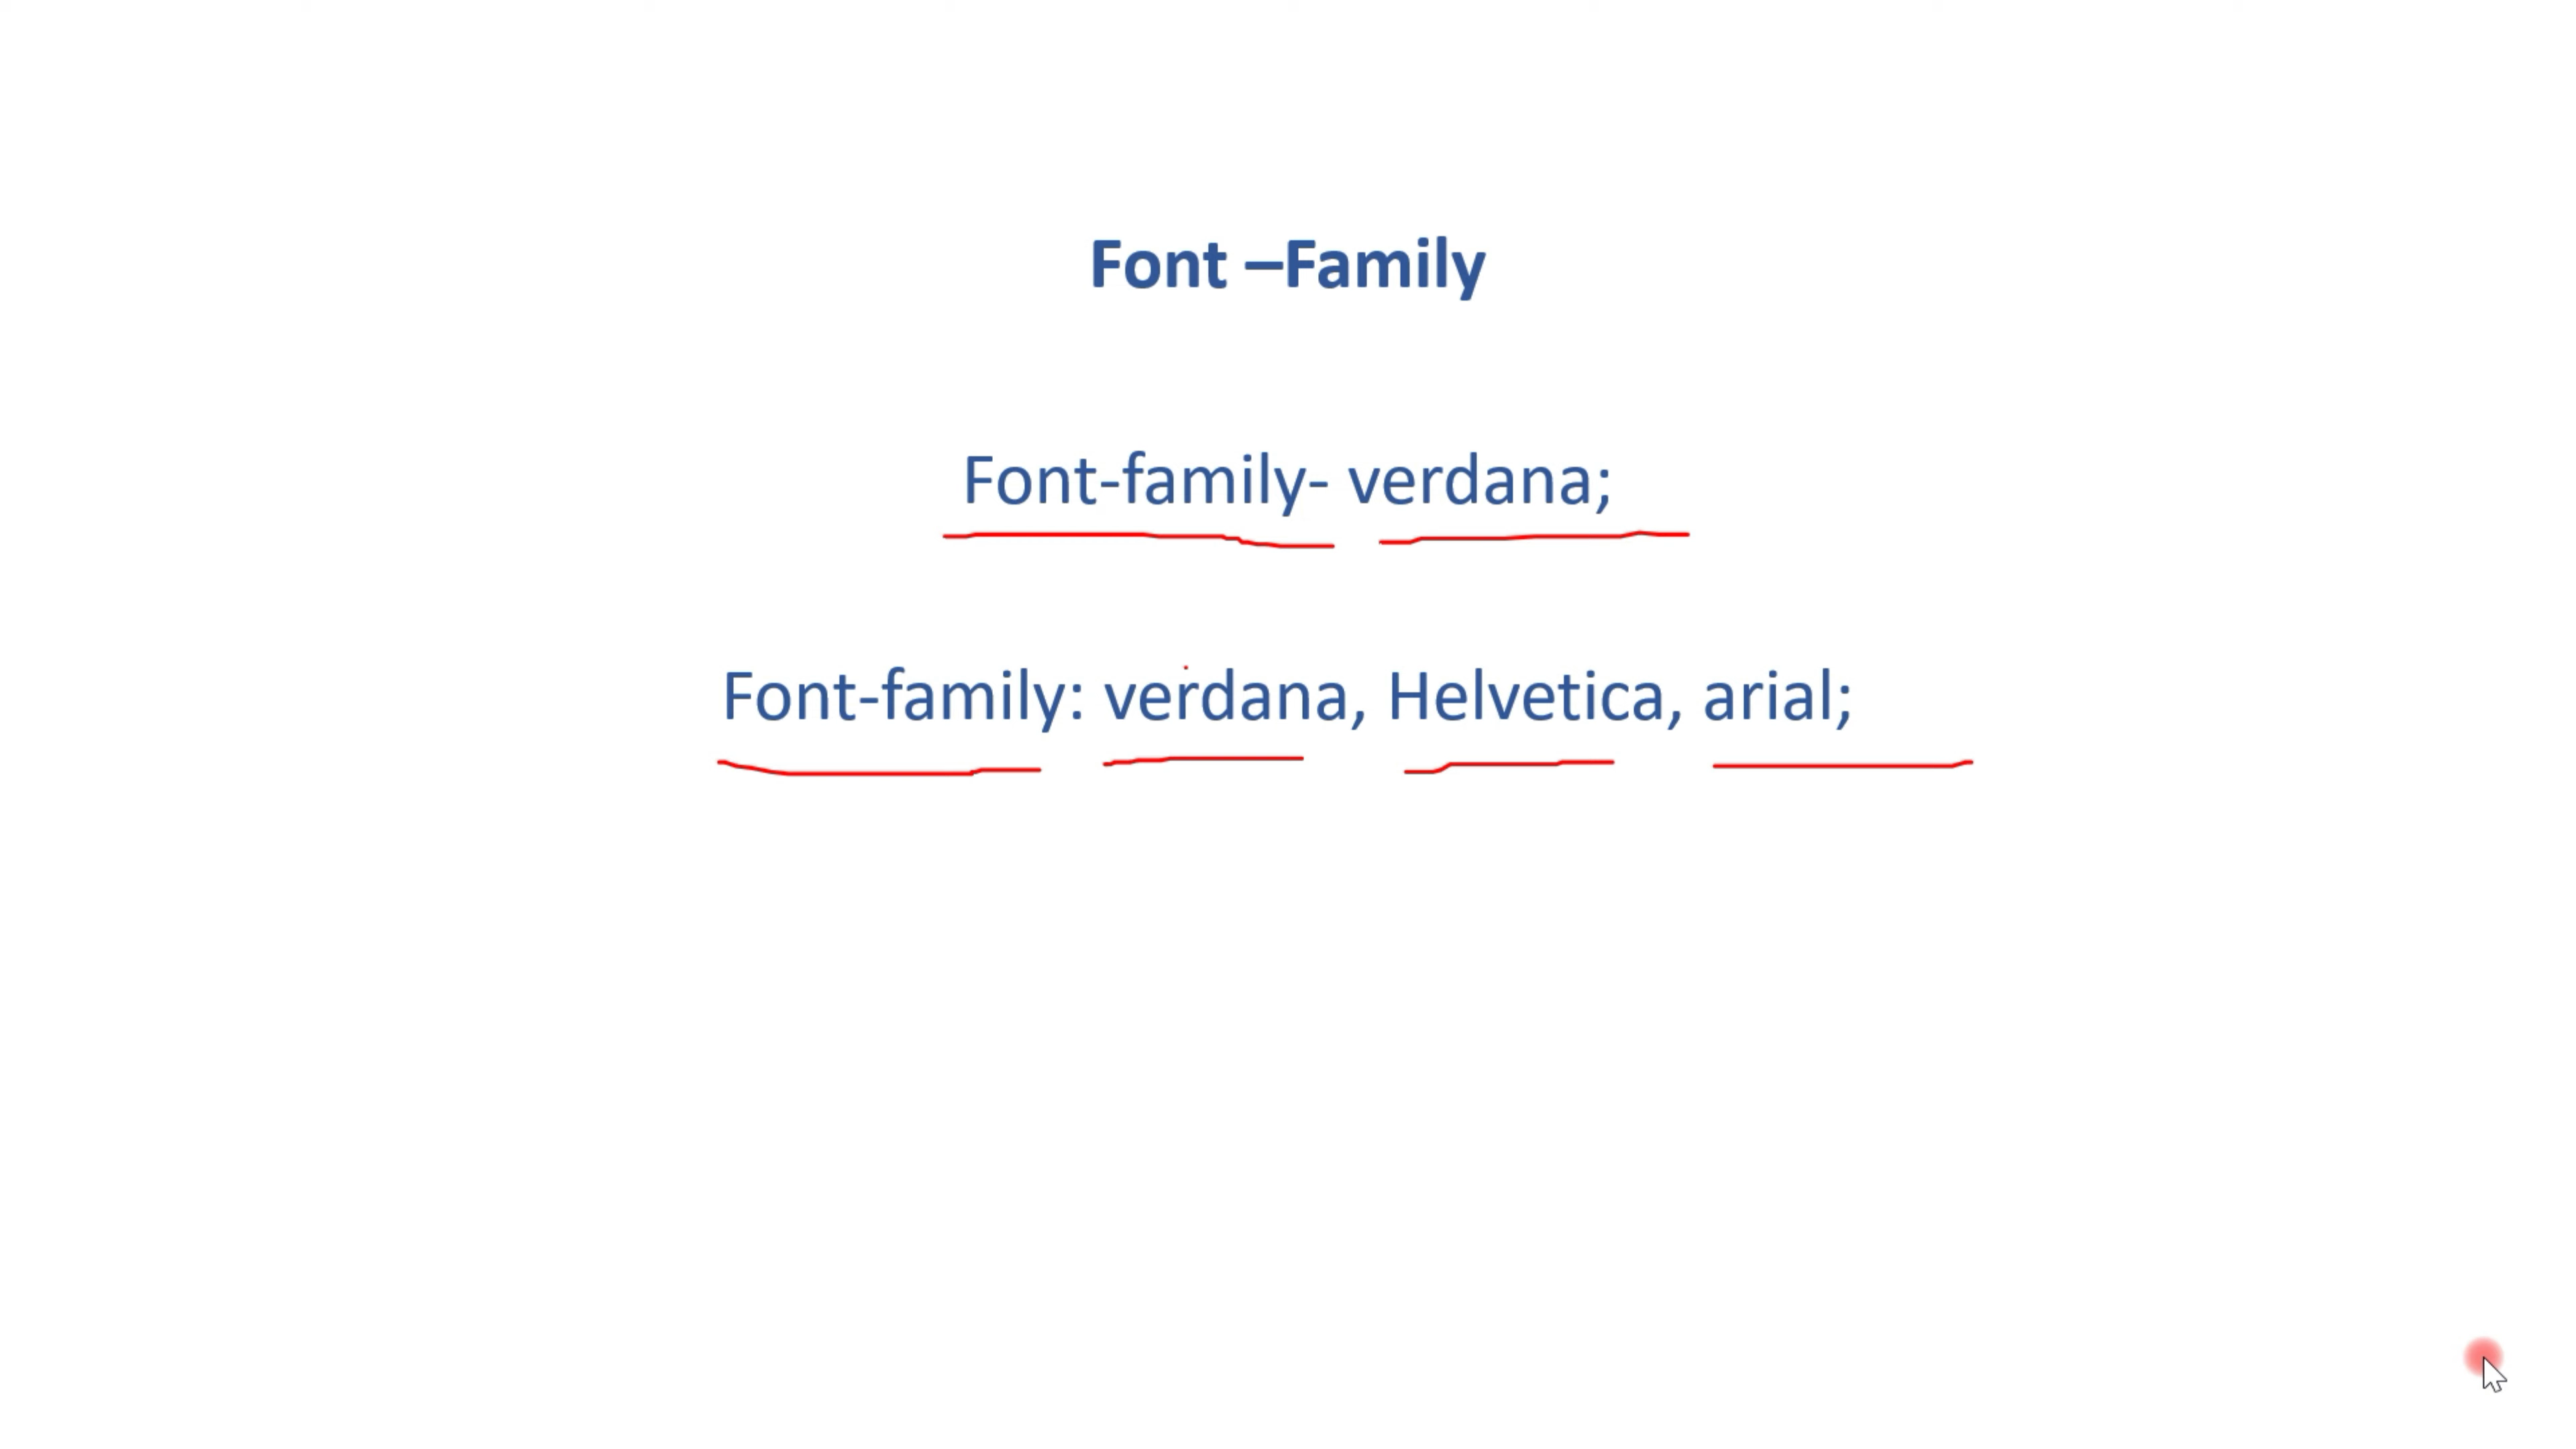 Font –Family
Font-family- verdana;
Font-family: verdana, Helvetica, arial;